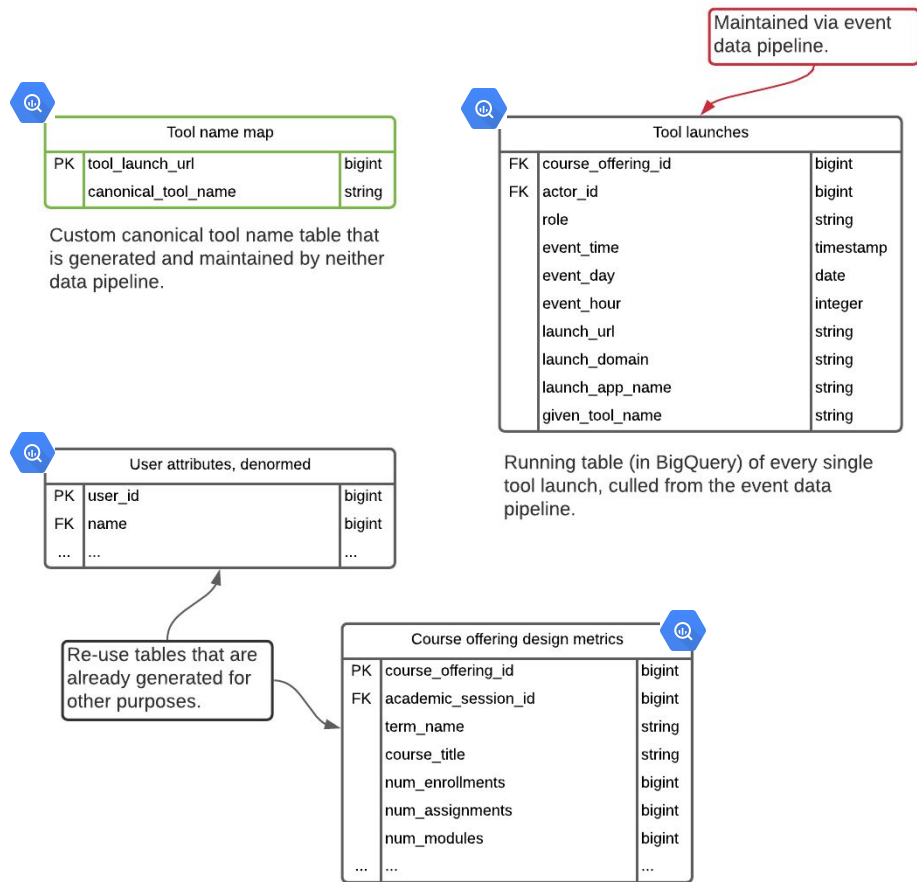 Maintained via event
data pipeline.
Tool name map
PK tool_launch_url bigint
canonical_tool_name string
Custom canonical tool name table that
is generated and maintained by neither
data pipeline.
Tool launches
FK course_offering_id bigint
FK actor_id bigint
role string
event_time timestamp
event_day date
event_hour integer
launch_url string
launch_domain string
launch_app_name string
given_tool_name string
Running table (in BigQuery) of every single
tool launch, culled from the event data
pipeline.
User attributes, denormed
PK user_id bigint
FK name bigint
... ... ...
Re-use tables that are
already generated for
other purposes.
Course offering design metrics
PK course_offering_id bigint
FK academic_session_id bigint
term_name string
course_title string
num_enrollments bigint
num_assignments bigint
num_modules bigint
... ... ...